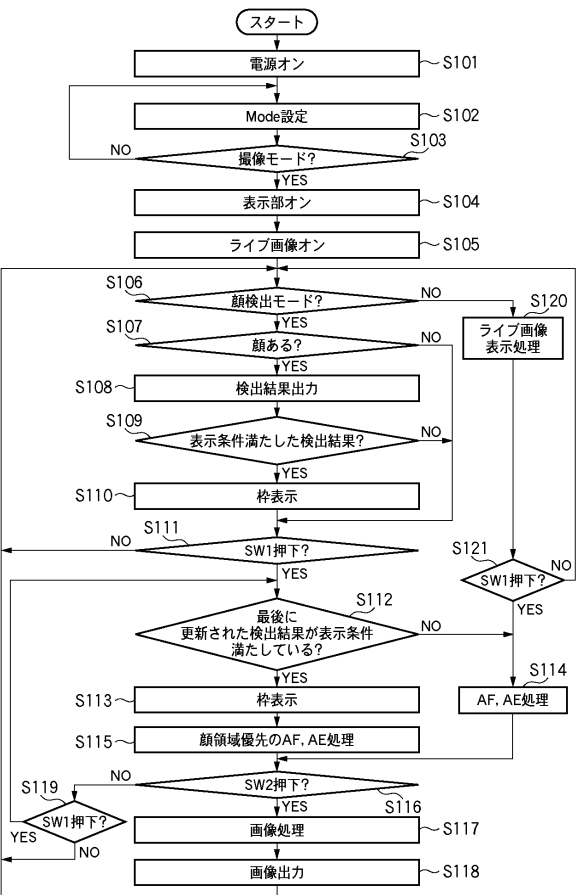 スタート
電源オン
S101
Mode設定
S102
撮像モード?
S103
NO
YES
表示部オン
S104
ライブ画像オン
S105
S106
顔検出モード?
NO
YES
S120
ライブ画像
表示処理
S107
顔ある?
NO
YES
S108
検出結果出力
S109
表示条件満たした検出結果?
NO
YES
S110
枠表示
S111
SW1押下?
NO
YES
S121
SW1押下?
NO
YES
S112
最後に
更新された検出結果が表示条件
満たしている?
NO
YES
S113
枠表示
S114
AF, AE処理
S115
顔領域優先のAF, AE処理
SW2押下?
S116
NO
YES
S119
SW1押下?
YES
NO
画像処理
S117
画像出力
S118